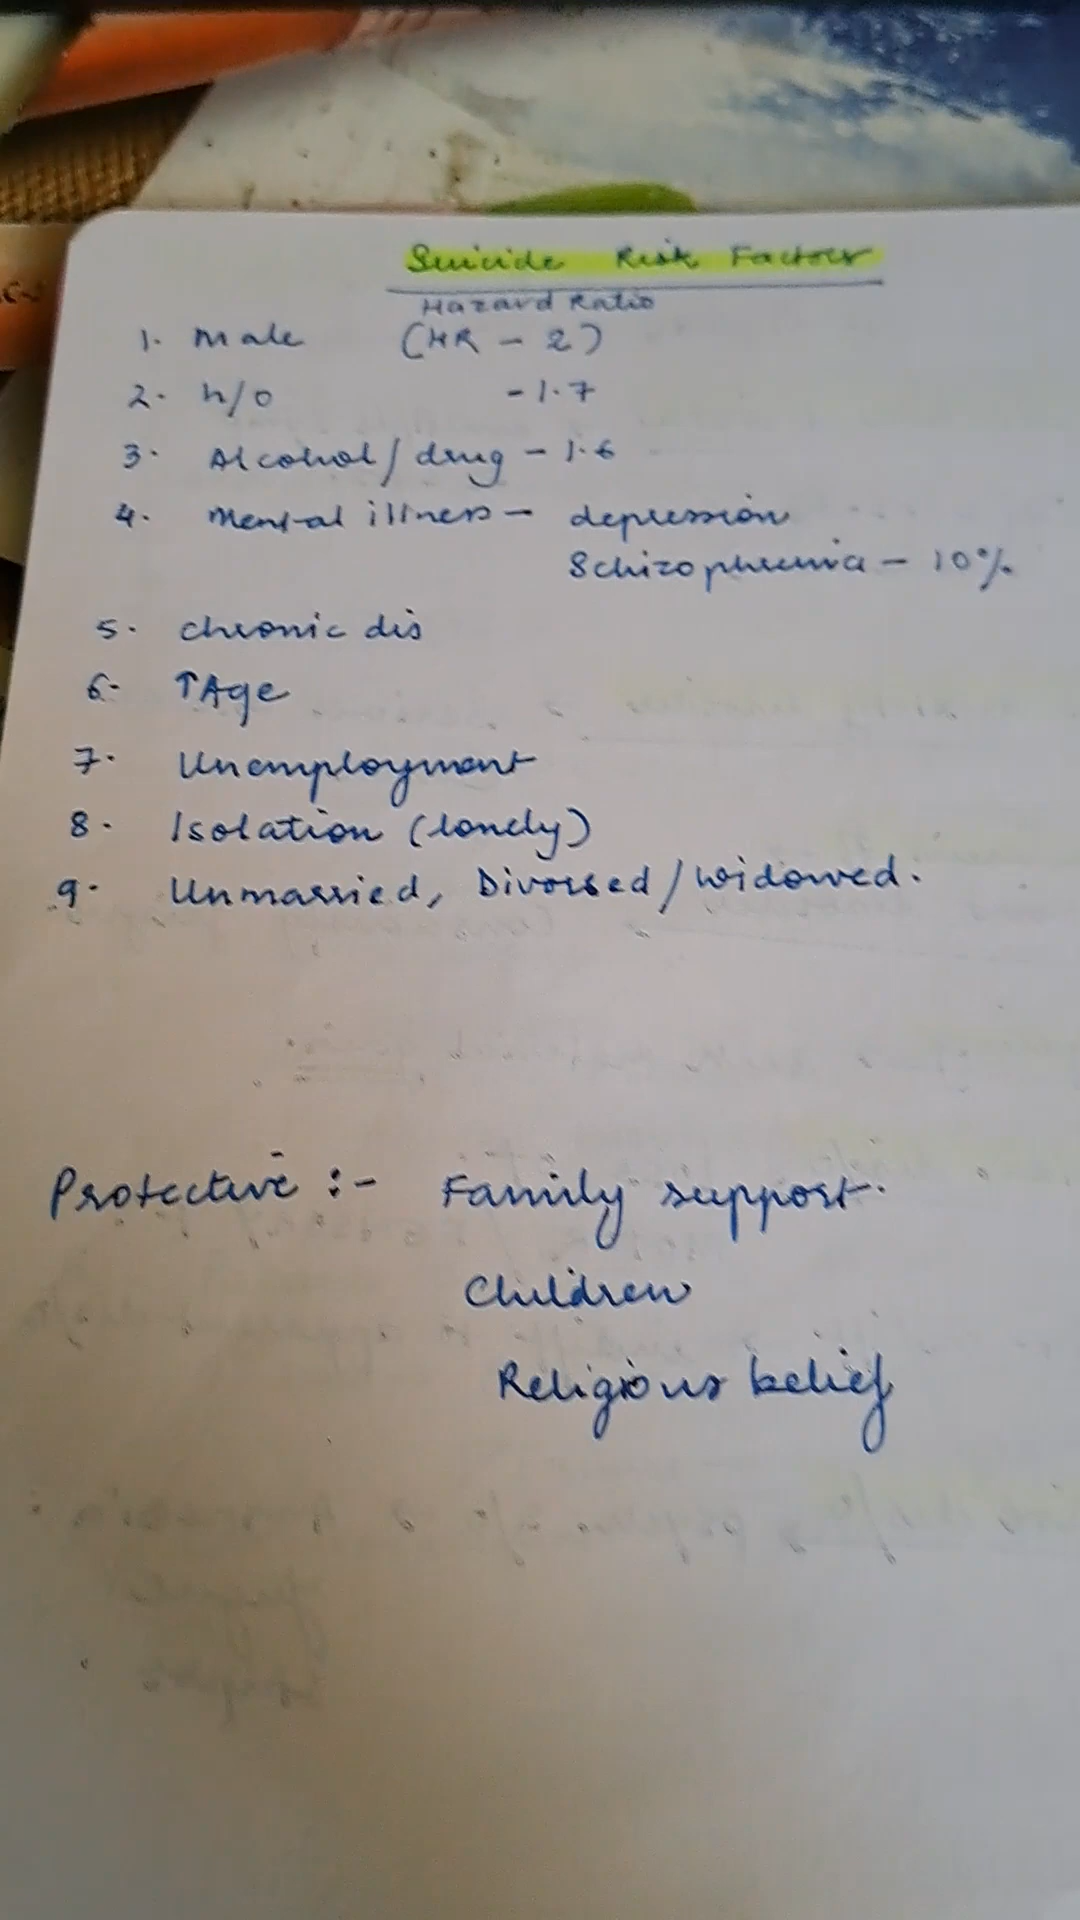 Suicide Risk Factors
Hazard Ratio
1. Male (HR - 2)
2. h/o - 1.7
3. Alcohol/drug - 1.6
4. Mental illness - depression
Schizophrenia - 10%
5. chronic dis
6. ↑Age
7. Unemployment
8. Isolation (lonely)
9. Unmarried, Divorsed/widowed.
Protective :- Family support.
Children
Religious belief